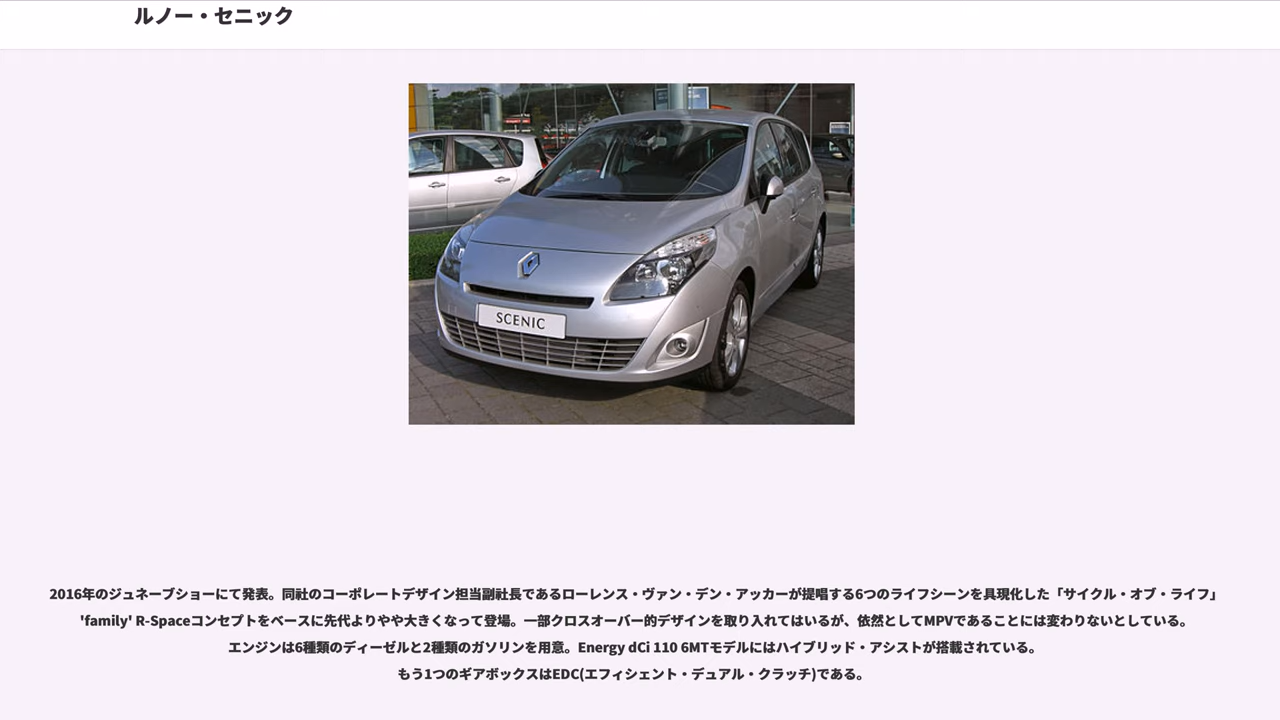 ルノー・セニック
SCENIC
2016年のジュネーブショーにて発表。同社のコーポレートデザイン担当副社長であるローレンス・ヴァン・デン・アッカーが提唱する6つのライフシーンを具現化した「サイクル・オブ・ライフ」
'family' R-Spaceコンセプトをベースに先代よりやや大きくなって登場。一部クロスオーバー的デザインを取り入れてはいるが、依然としてMPVであることには変わりないとしている。
エンジンは6種類のディーゼルと2種類のガソリンを用意。Energy dCi 110 6MTモデルにはハイブリッド・アシストが搭載されている。
もう1つのギアボックスはEDC(エフィシェント・デュアル・クラッチ)である。